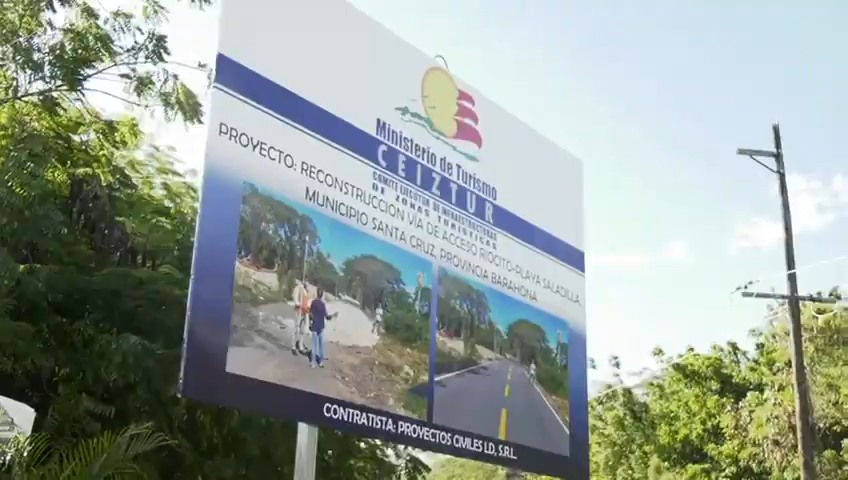 Ministerio de Turismo
CEIZTUR
COMITÉ EJECUTOR DE INFRAESTRUCTURAS
DE ZONAS TURÍSTICAS
PROYECTO: RECONSTRUCCIÓN VÍA DE ACCESO RIOCITO-PLAYA SALADILLA,
MUNICIPIO SANTA CRUZ, PROVINCIA BARAHONA
CONTRATISTA: PROYECTOS CIVILES LD, S.R.L.